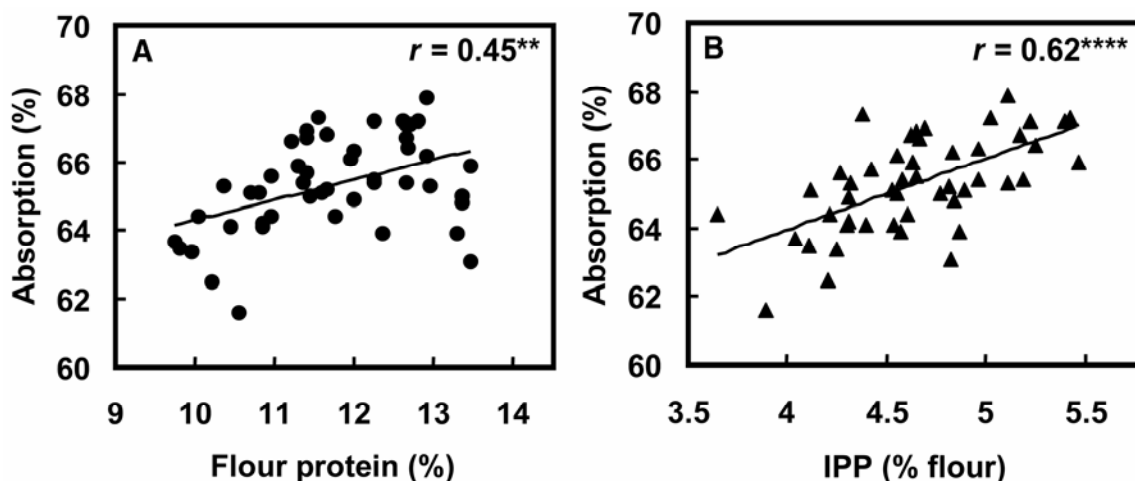 A
r = 0.45**
70
68
66
64
62
60
Absorption (%)
9 10 11 12 13 14
Flour protein (%)
B
r = 0.62****
70
68
66
64
62
60
Absorption (%)
3.5 4 4.5 5 5.5
IPP (% flour)